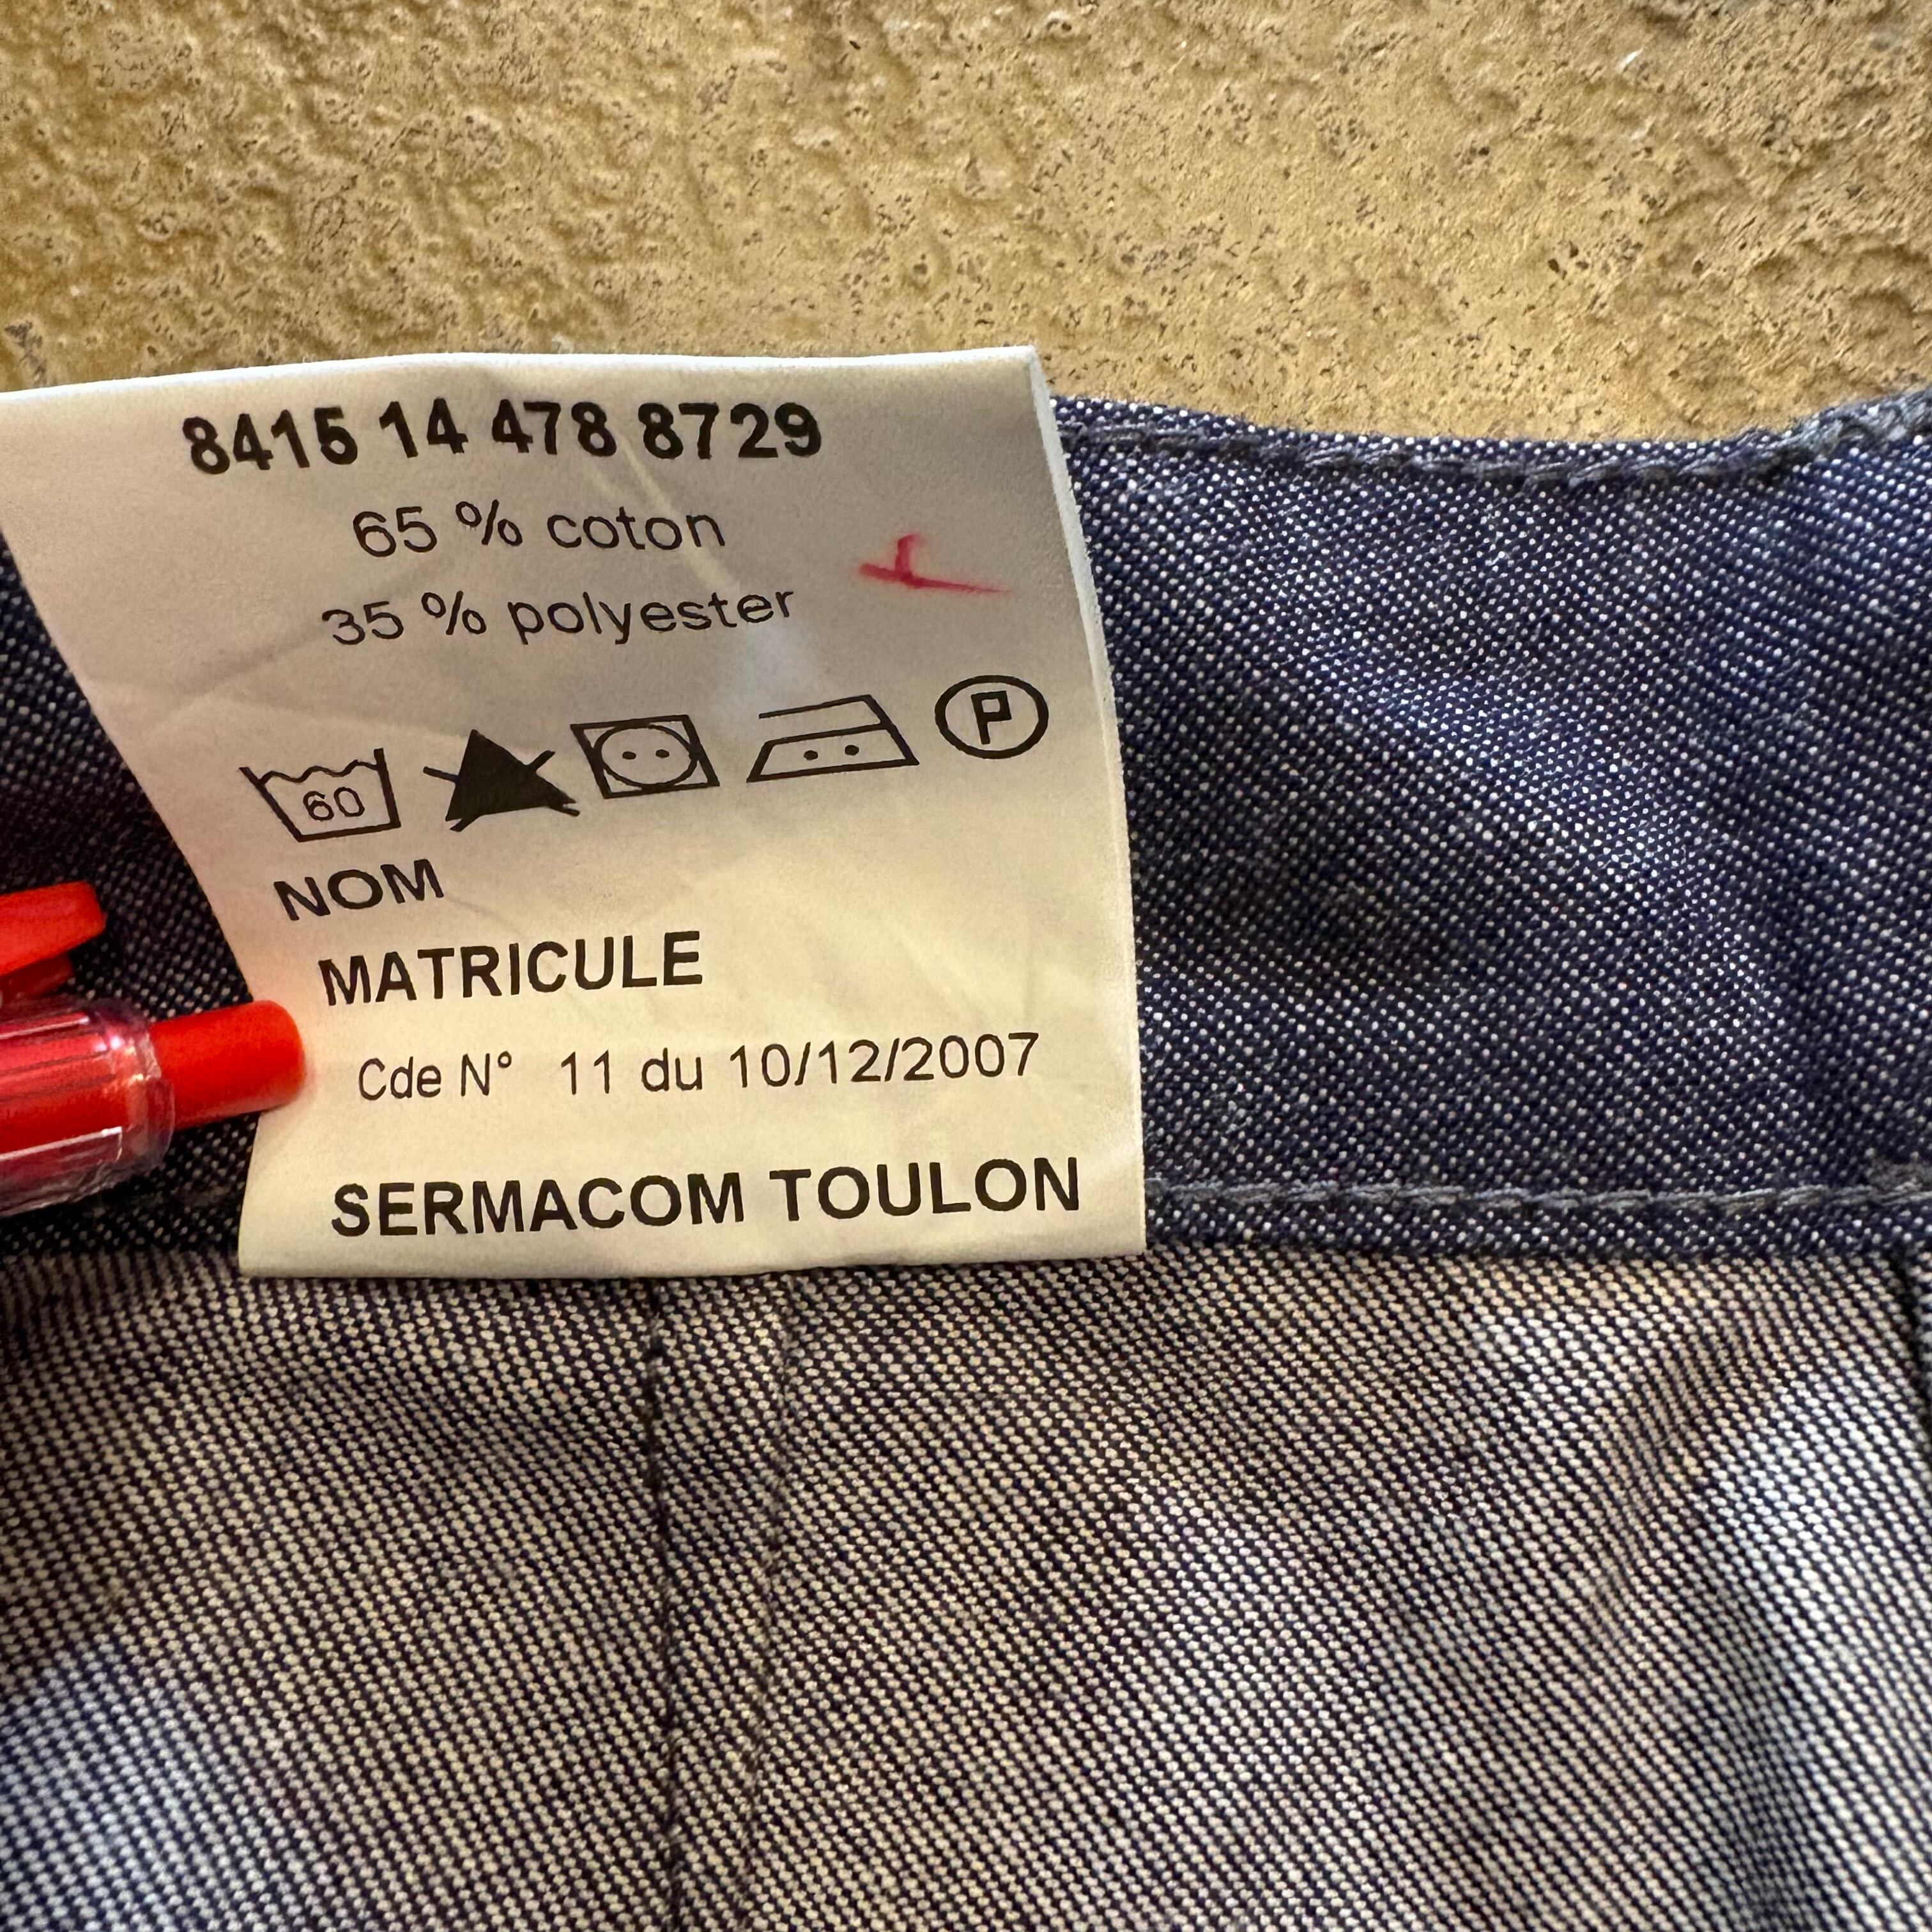 8415 14 478 8729
65 % coton
35 % polyester
60 P
NOM
MATRICULE
Cde N° 11 du 10/12/2007
SERMACOM TOULON